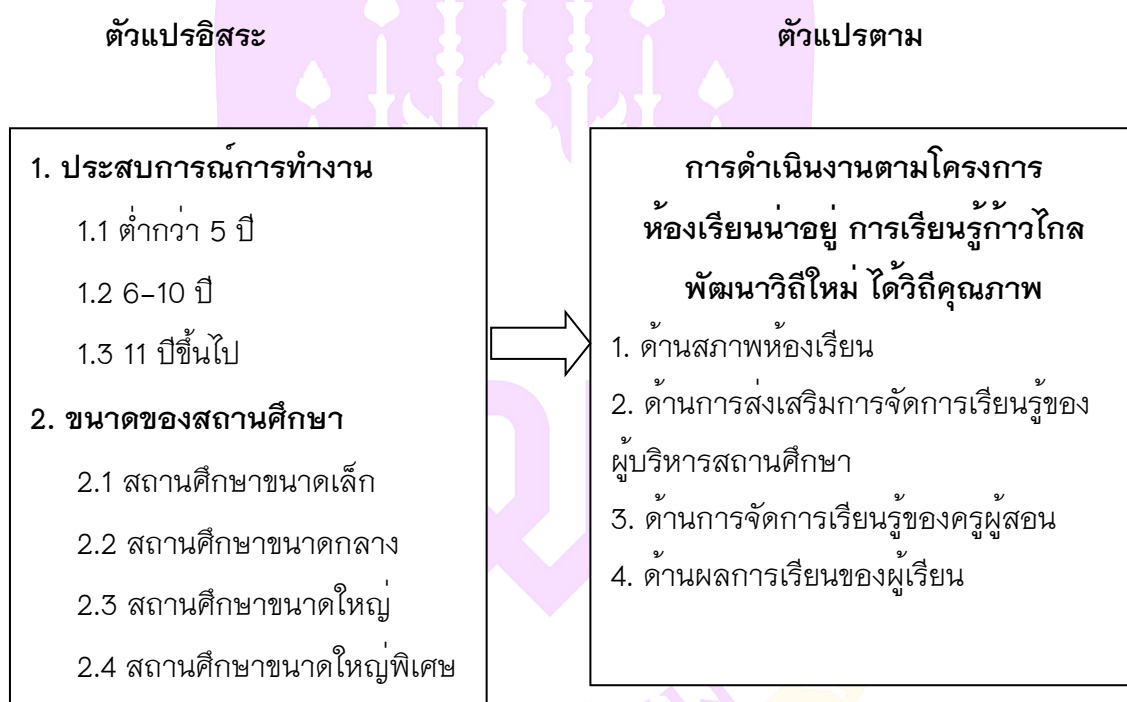 ตัวแปรอิสระ
ตัวแปรตาม
1. ประสบการณ์การทำงาน
1.1 ต่ำกว่า 5 ปี
1.2 6-10 ปี
1.3 11 ปีขึ้นไป
2. ขนาดของสถานศึกษา
2.1 สถานศึกษาขนาดเล็ก
2.2 สถานศึกษาขนาดกลาง
2.3 สถานศึกษาขนาดใหญ่
2.4 สถานศึกษาขนาดใหญ่พิเศษ
การดำเนินงานตามโครงการ
ห้องเรียนน่าอยู่ การเรียนรู้ก้าวไกล
พัฒนาวิถีใหม่ ได้วิถีคุณภาพ
1. ด้านสภาพห้องเรียน
2. ด้านการส่งเสริมการจัดการเรียนรู้ของ
ผู้บริหารสถานศึกษา
3. ด้านการจัดการเรียนรู้ของครูผู้สอน
4. ด้านผลการเรียนของผู้เรียน